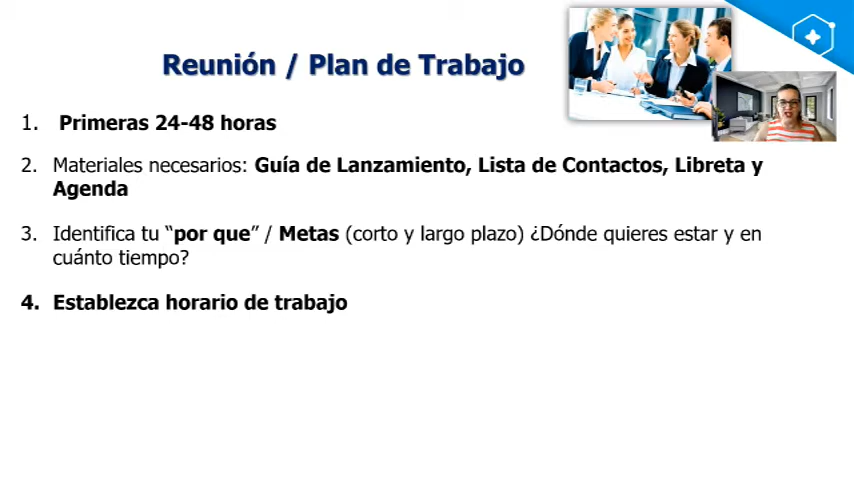 Reunión / Plan de Trabajo
1. Primeras 24-48 horas
2. Materiales necesarios: Guía de Lanzamiento, Lista de Contactos, Libreta y
Agenda
3. Identifica tu “por que” / Metas (corto y largo plazo) ¿Dónde quieres estar y en
cuánto tiempo?
4. Establezca horario de trabajo